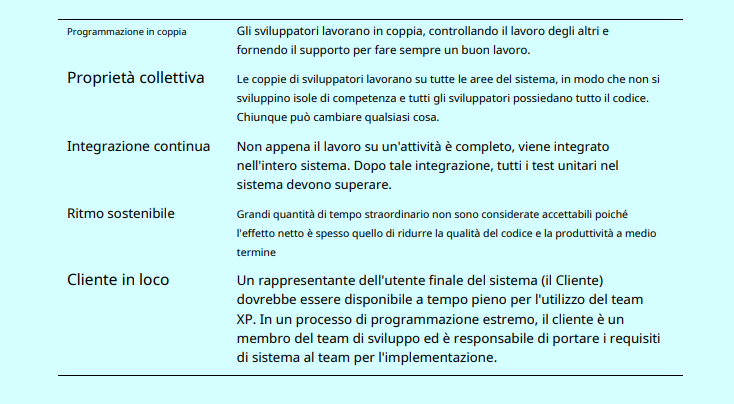 Programmazione in coppia
Gli sviluppatori lavorano in coppia, controllando il lavoro degli altri e
fornendo il supporto per fare sempre un buon lavoro.
Proprietà collettiva
Le coppie di sviluppatori lavorano su tutte le aree del sistema, in modo che non si
sviluppino isole di competenza e tutti gli sviluppatori possiedano tutto il codice.
Chiunque può cambiare qualsiasi cosa.
Integrazione continua
Non appena il lavoro su un'attività è completo, viene integrato
nell'intero sistema. Dopo tale integrazione, tutti i test unitari nel
sistema devono superare.
Ritmo sostenibile
Grandi quantità di tempo straordinario non sono considerate accettabili poiché
l'effetto netto è spesso quello di ridurre la qualità del codice e la produttività a medio
termine
Cliente in loco
Un rappresentante dell'utente finale del sistema (il Cliente)
dovrebbe essere disponibile a tempo pieno per l'utilizzo del team
XP. In un processo di programmazione estremo, il cliente è un
membro del team di sviluppo ed è responsabile di portare i requisiti
di sistema al team per l'implementazione.